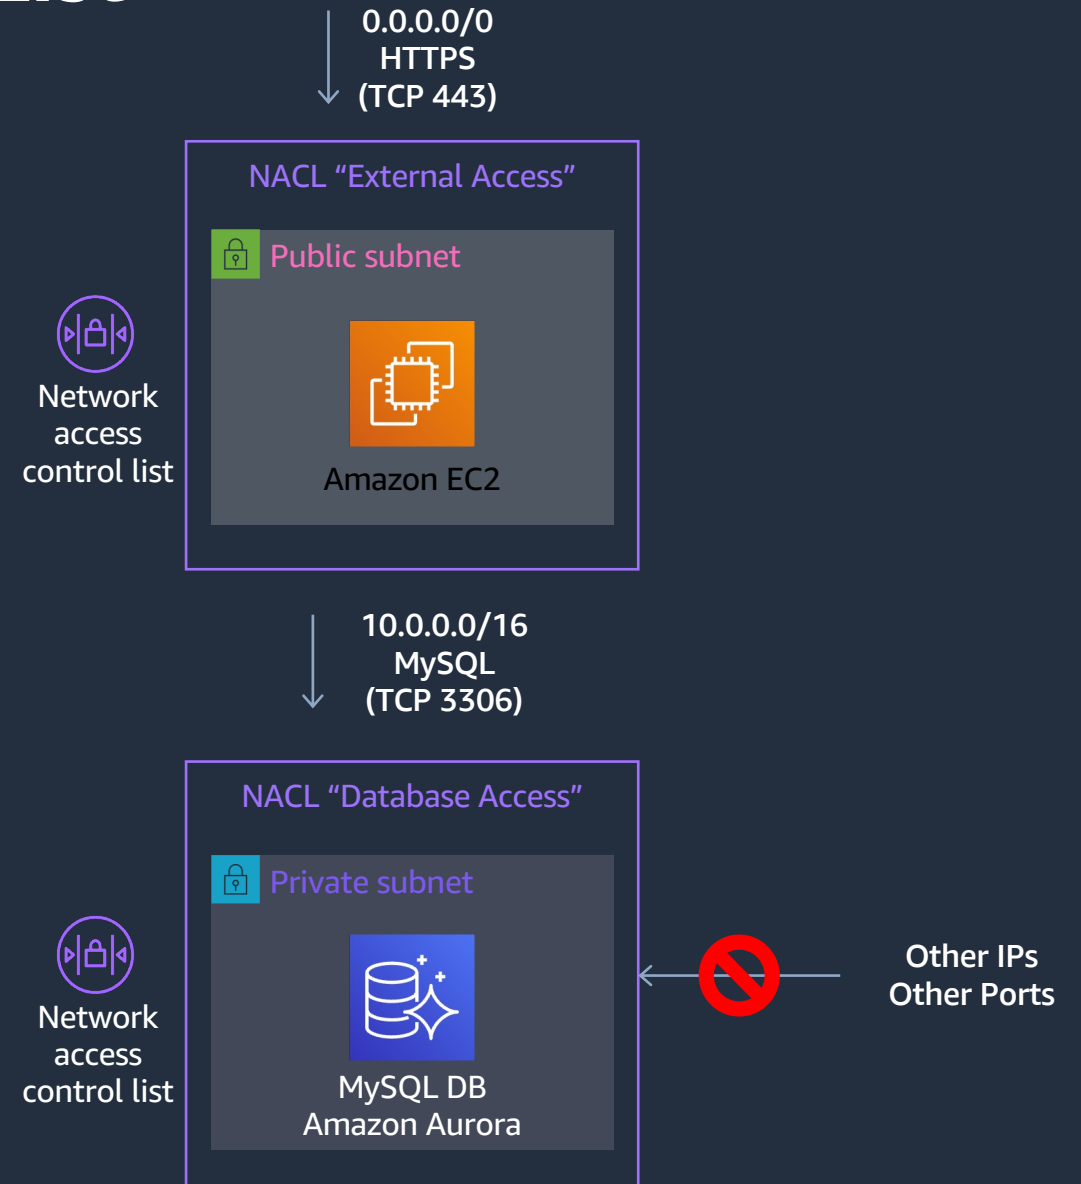 0.0.0.0/0
HTTPS
(TCP 443)
NACL “External Access”
Public subnet
Network
access
control list
Amazon EC2
10.0.0.0/16
MySQL
(TCP 3306)
NACL “Database Access”
Private subnet
Other IPs
Other Ports
Network
access
control list
MySQL DB
Amazon Aurora